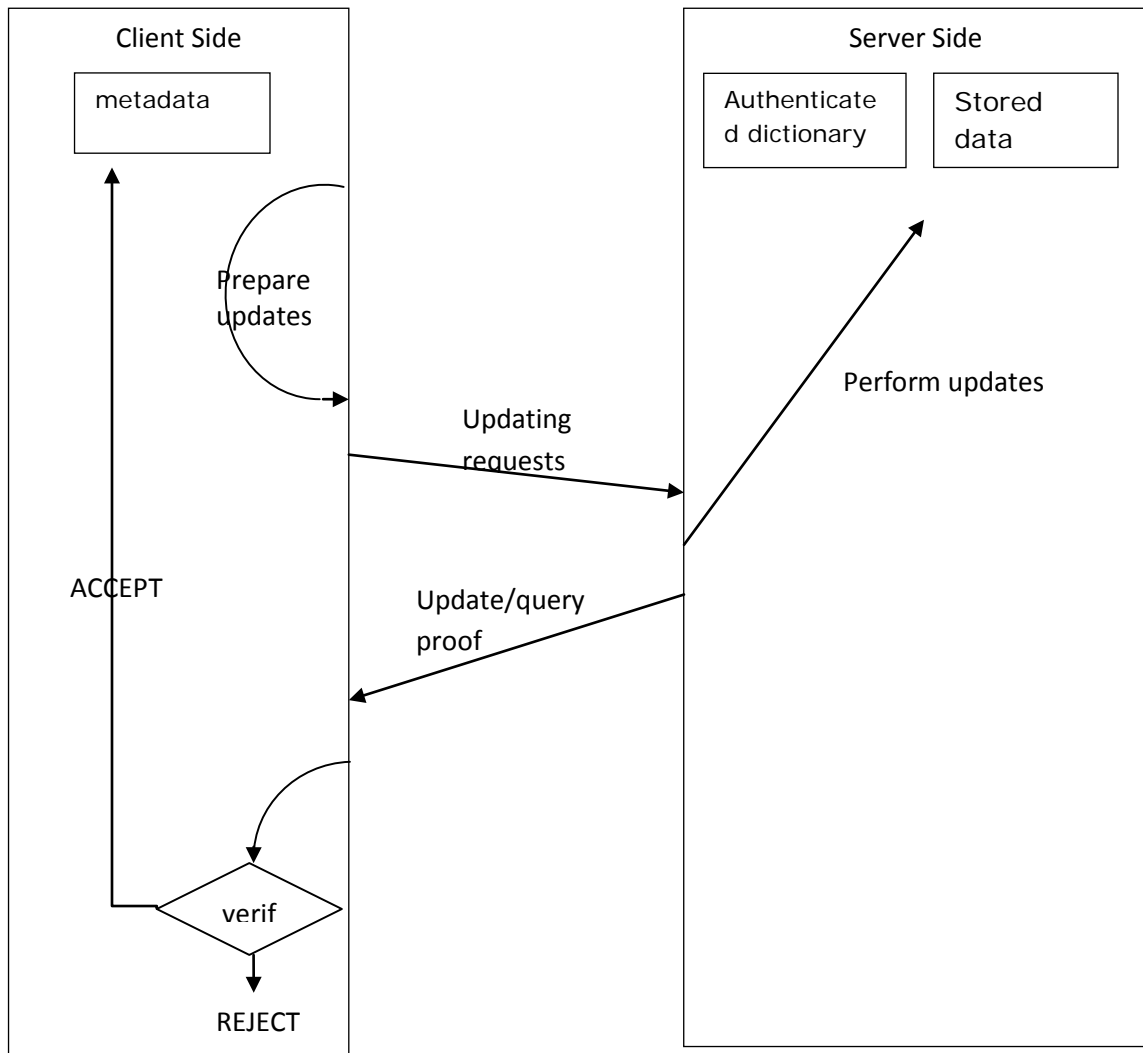 Client Side
metadata
Prepare
updates
ACCEPT
verif
REJECT
Updating
requests
Update/query
proof
Server Side
Authenticate
d dictionary
Stored
data
Perform updates